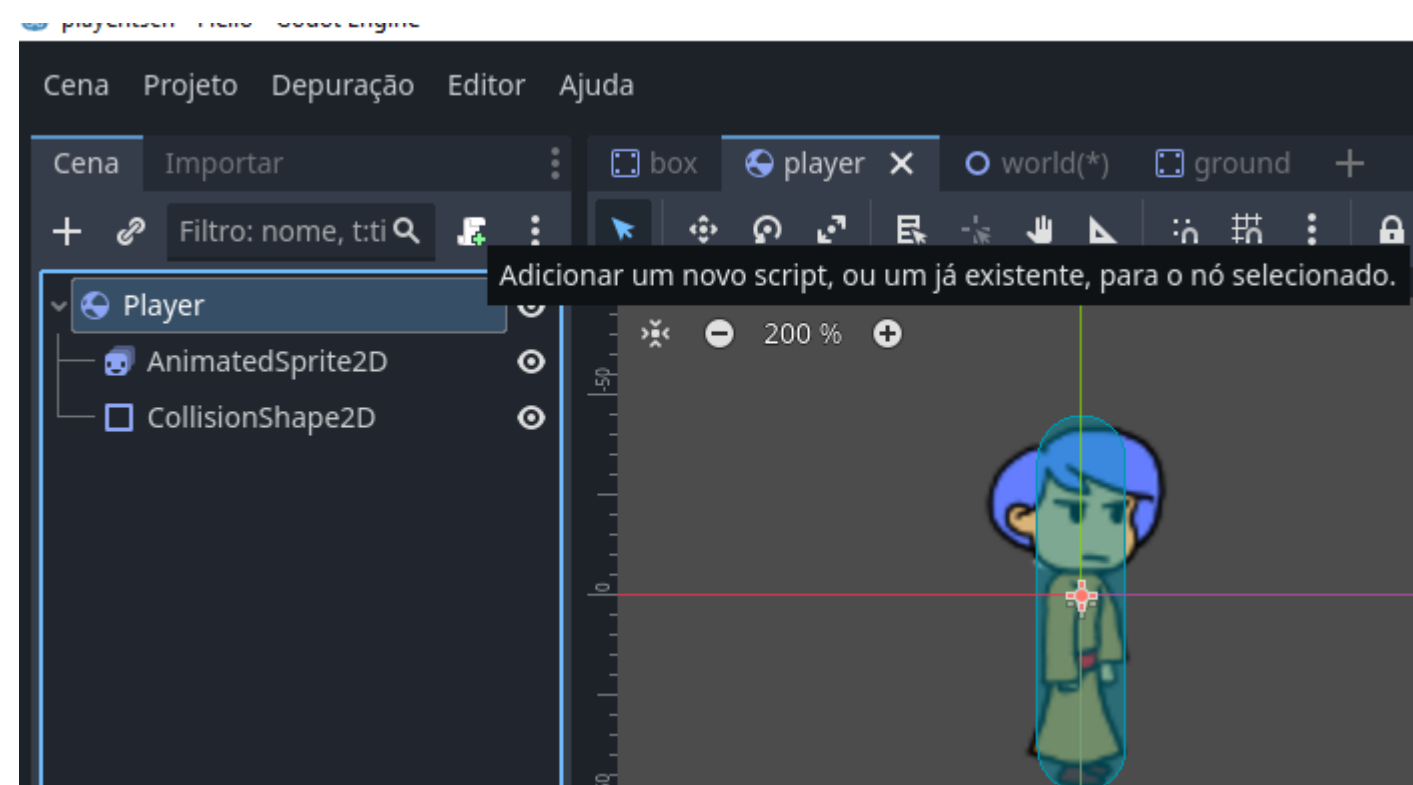 Cena Projeto Depuração Editor Ajuda
Cena Importar
box player world(*) ground
Filtro: nome, t:ti
Adicionar um novo script, ou um já existente, para o nó selecionado.
Player
200 %
AnimatedSprite2D
-50
CollisionShape2D
0